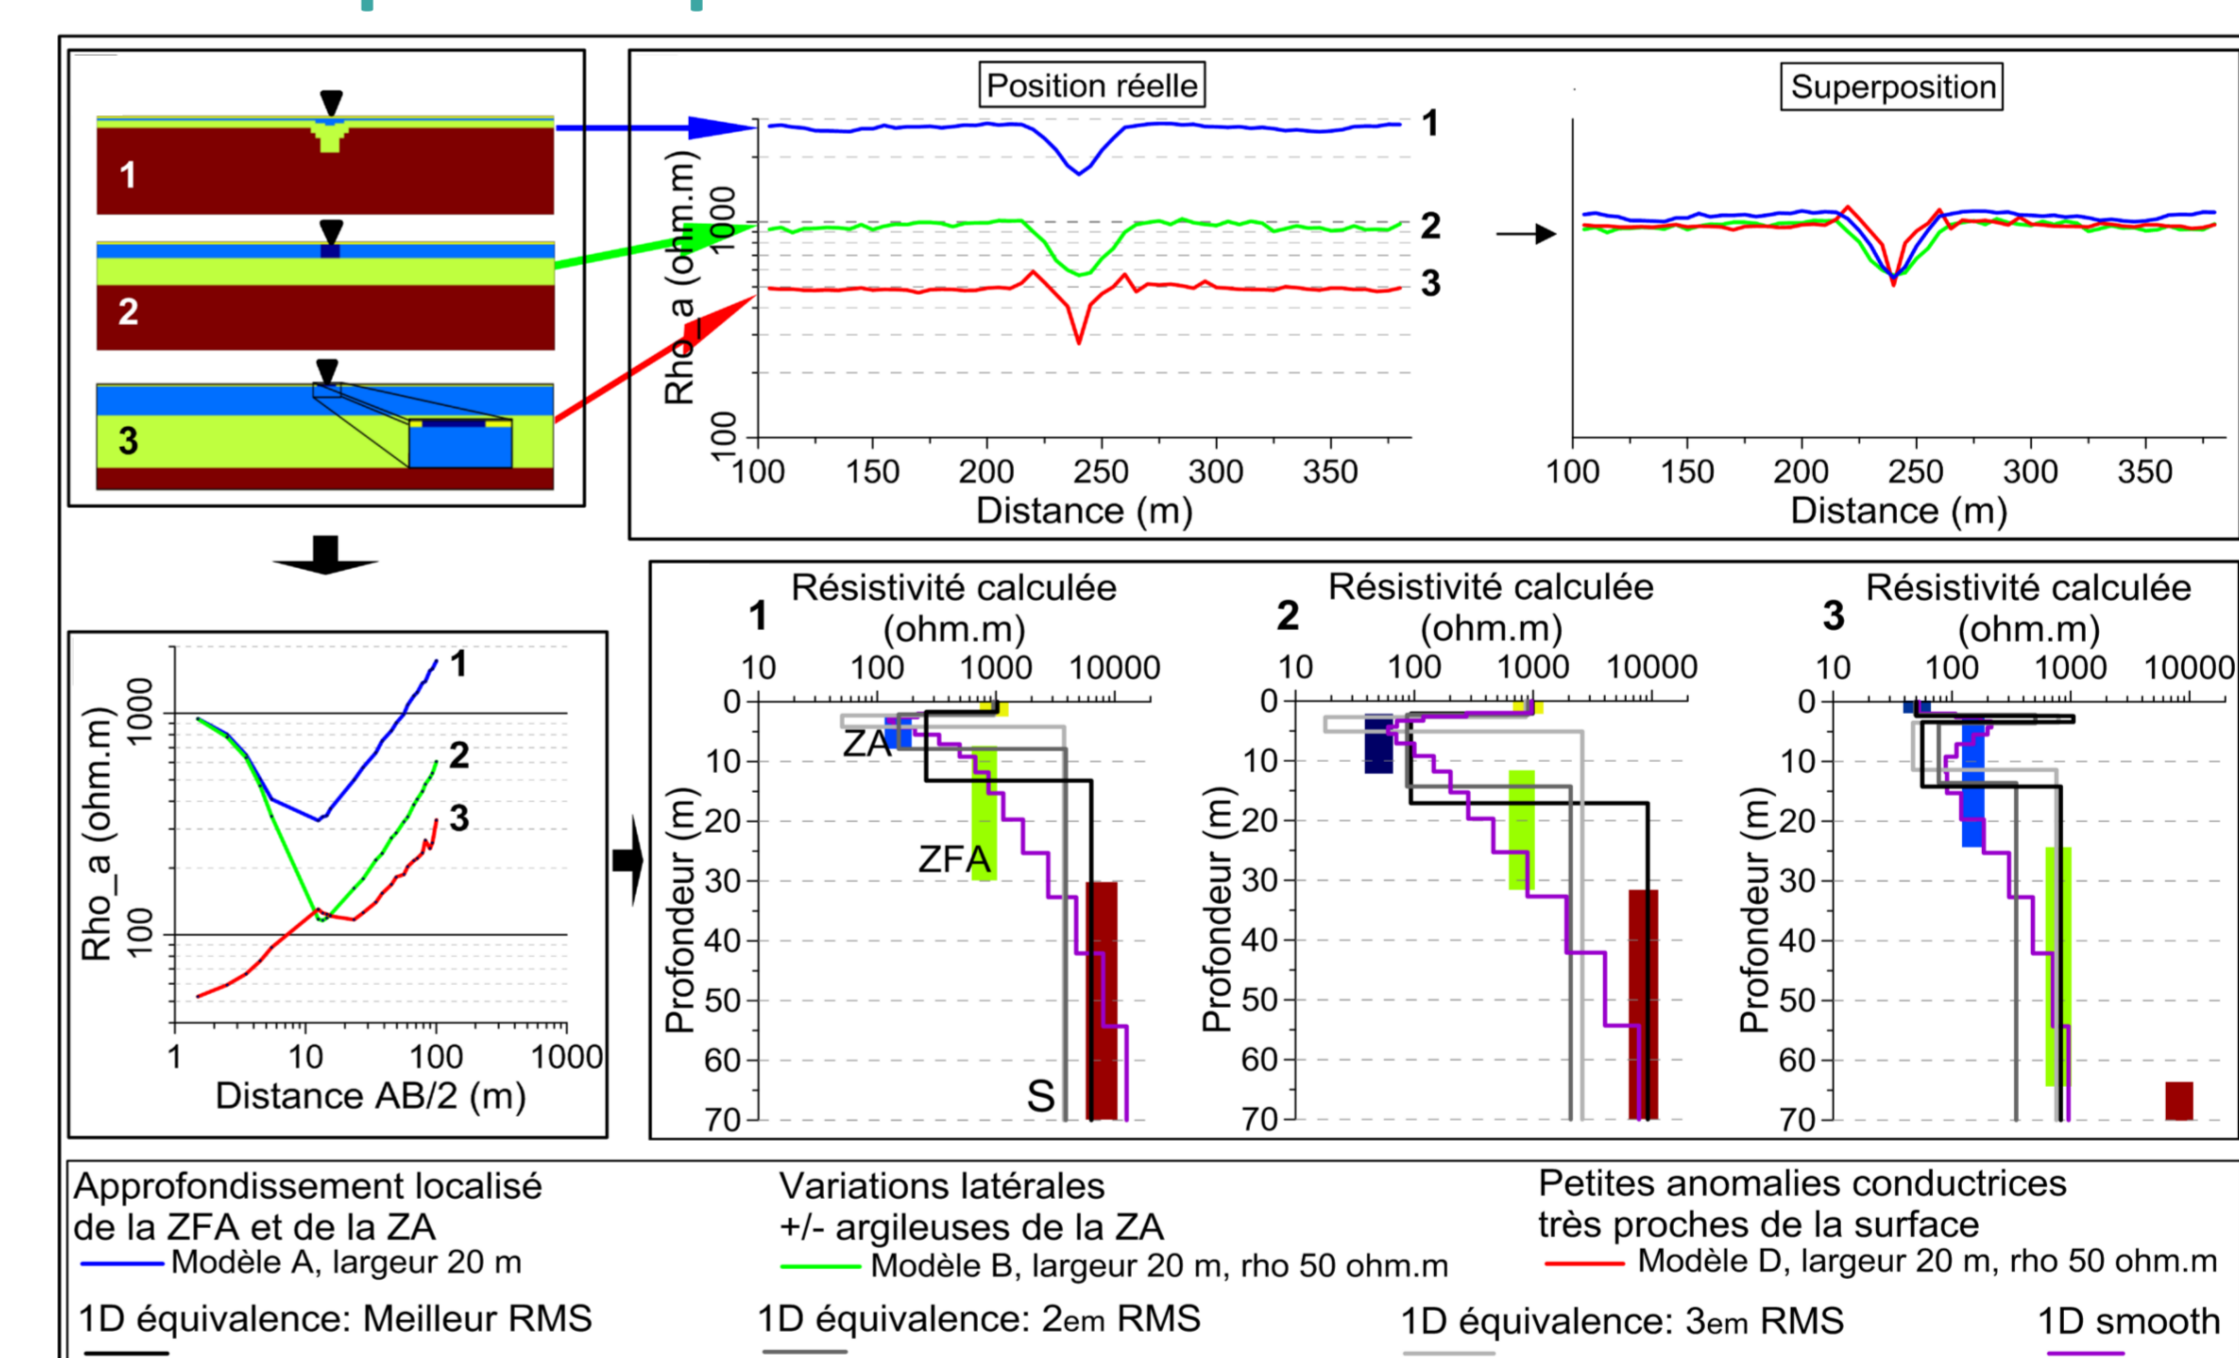 1
2
3
Position réelle
Rho_a (ohm.m)
1000
100
1
2
3
100 150 200 250 300 350
Distance (m)
Superposition
100 150 200 250 300 350
Distance (m)
Rho_a (ohm.m)
1000
100
1
2
3
1 10 100 1000
Distance AB/2 (m)
1
Résistivité calculée
(ohm.m)
10 100 1000 10000
Profondeur (m)
0
10
20
30
40
50
60
70
ZA
ZFA
S
2
Résistivité calculée
(ohm.m)
10 100 1000 10000
Profondeur (m)
0
10
20
30
40
50
60
70
3
Résistivité calculée
(ohm.m)
10 100 1000 10000
Profondeur (m)
0
10
20
30
40
50
60
70
Approfondissement localisé
de la ZFA et de la ZA
Modèle A, largeur 20 m
Variations latérales
+/- argileuses de la ZA
Modèle B, largeur 20 m, rho 50 ohm.m
Petites anomalies conductrices
très proches de la surface
Modèle D, largeur 20 m, rho 50 ohm.m
1D équivalence: Meilleur RMS
1D équivalence: 2em RMS
1D équivalence: 3em RMS
1D smooth